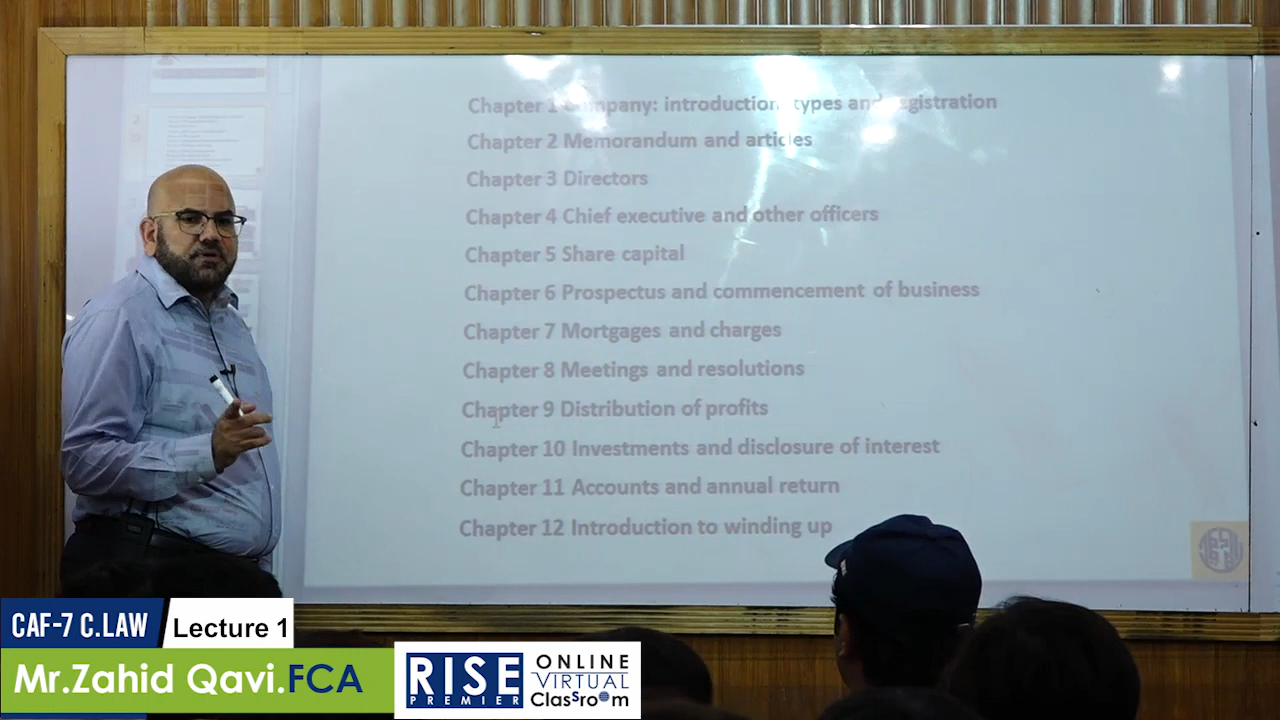 Chapter 1 Company: introduction, types and registration
Chapter 2 Memorandum and articles
Chapter 3 Directors
Chapter 4 Chief executive and other officers
Chapter 5 Share capital
Chapter 6 Prospectus and commencement of business
Chapter 7 Mortgages and charges
Chapter 8 Meetings and resolutions
Chapter 9 Distribution of profits
Chapter 10 Investments and disclosure of interest
Chapter 11 Accounts and annual return
Chapter 12 Introduction to winding up
CAF-7 C.LAW
Lecture 1
Mr.Zahid Qavi.FCA
RISE
PREMIER
ONLINE
VIRTUAL
Classroom